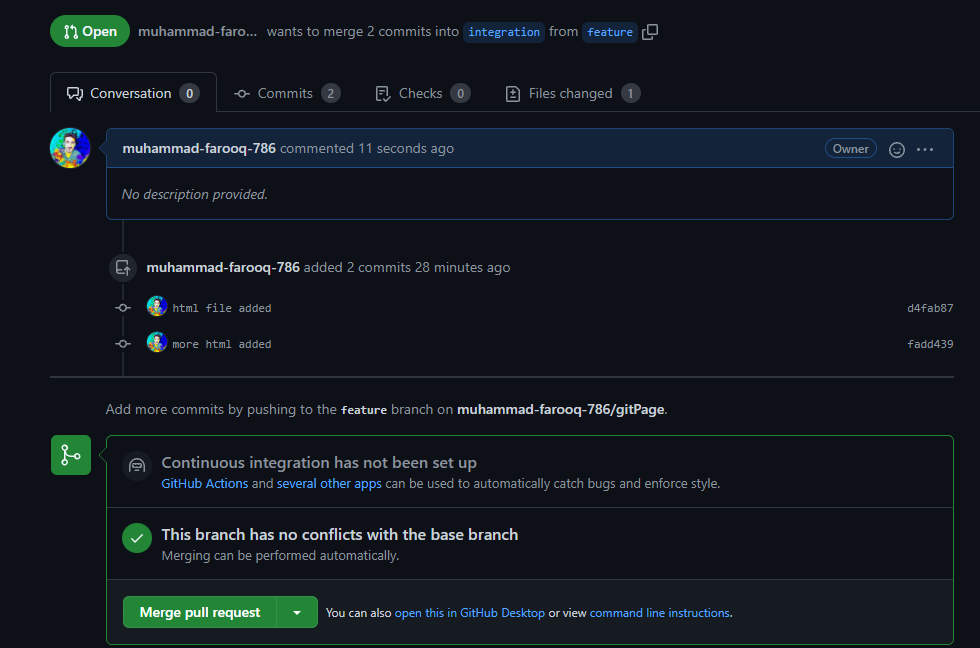 Open muhammad-faro... wants to merge 2 commits into integration from feature
Conversation 0 Commits 2 Checks 0 Files changed 1
muhammad-farooq-786 commented 11 seconds ago Owner
No description provided.
muhammad-farooq-786 added 2 commits 28 minutes ago
html file added d4fab87
more html added fadd439
Add more commits by pushing to the feature branch on muhammad-farooq-786/gitPage.
Continuous integration has not been set up
GitHub Actions and several other apps can be used to automatically catch bugs and enforce style.
This branch has no conflicts with the base branch
Merging can be performed automatically.
Merge pull request You can also open this in GitHub Desktop or view command line instructions.